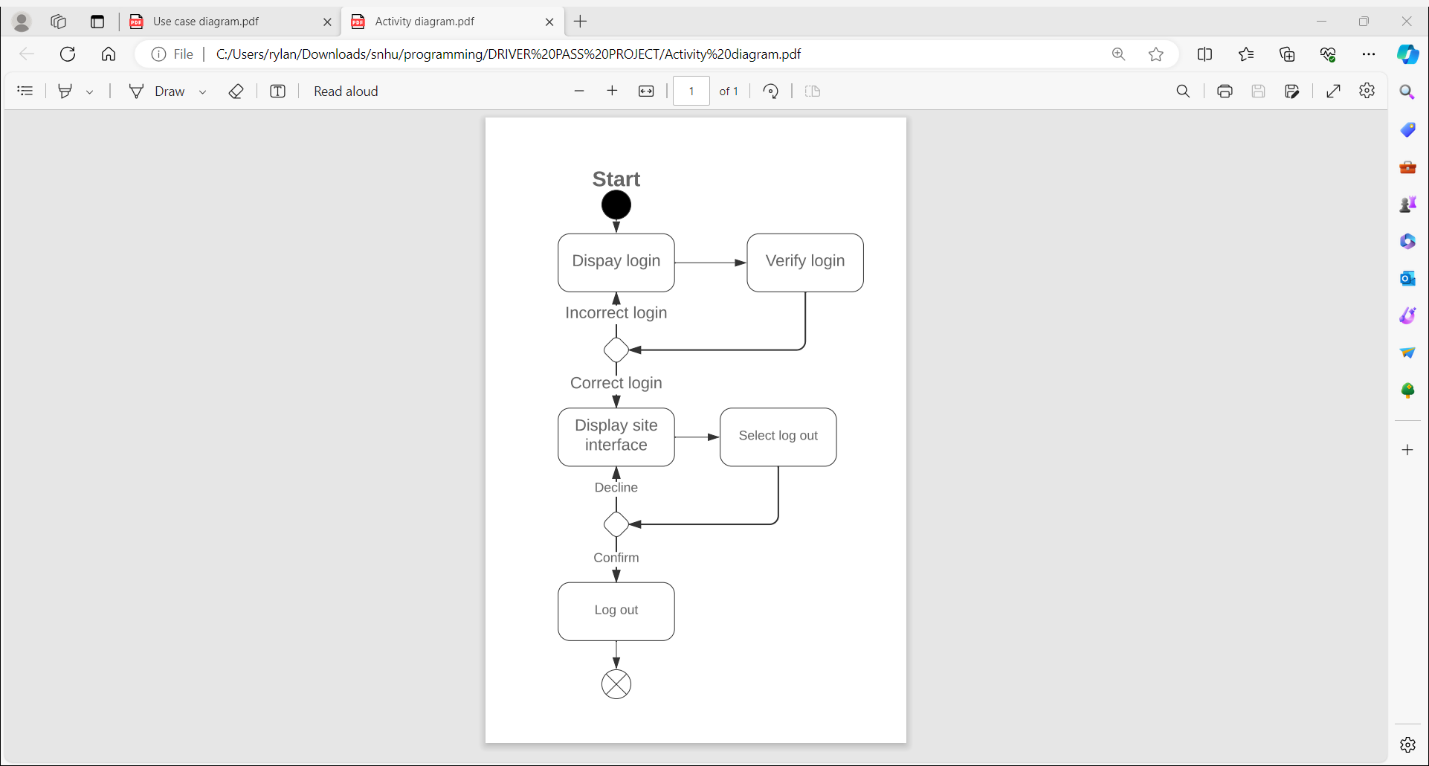 Use case diagram.pdf
Activity diagram.pdf
File
C:/Users/rylan/Downloads/snhu/programming/DRIVER%20PASS%20PROJECT/Activity%20diagram.pdf
Draw
Read aloud
1
of 1
Start
Dispay login
Verify login
Incorrect login
Correct login
Display site
interface
Select log out
Decline
Confirm
Log out